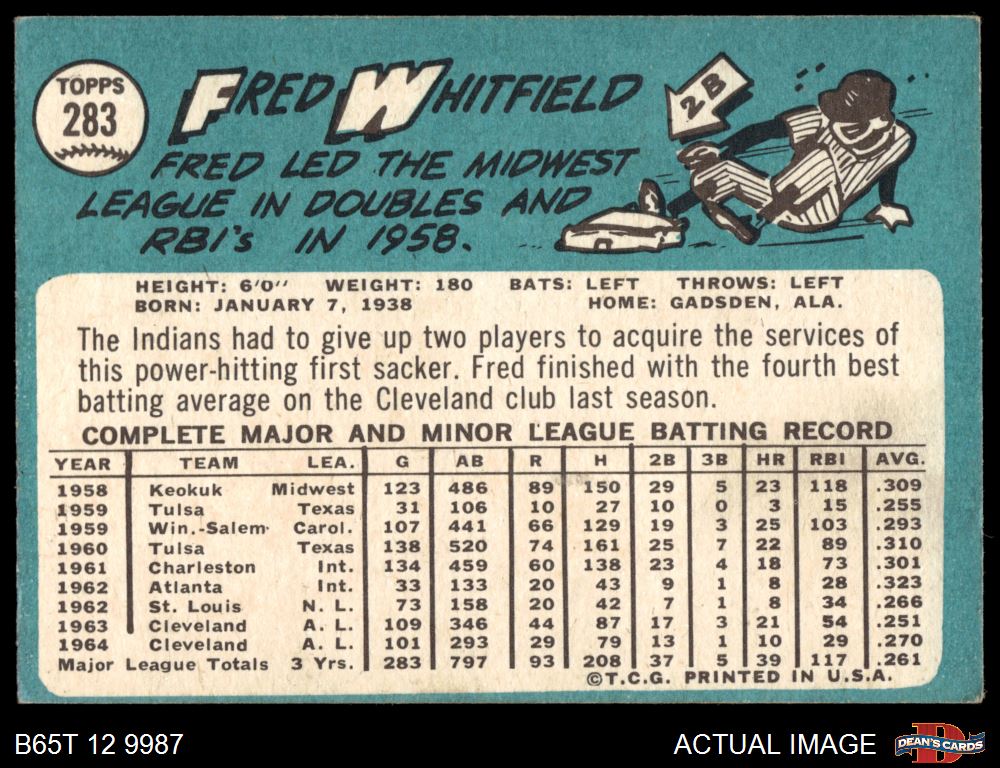 TOPPS
283
FRED WHITFIELD
2B
FRED LED THE MIDWEST
LEAGUE IN DOUBLES AND
RBI's IN 1958.
HEIGHT: 6'0" WEIGHT: 180 BATS: LEFT THROWS: LEFT
BORN: JANUARY 7, 1938 HOME: GADSDEN, ALA.
The Indians had to give up two players to acquire the services of
this power-hitting first sacker. Fred finished with the fourth best
batting average on the Cleveland club last season.
COMPLETE MAJOR AND MINOR LEAGUE BATTING RECORD
YEAR TEAM LEA. G AB R H 2B 3B HR RBI AVG.
1958 Keokuk Midwest 123 486 89 150 29 5 23 118 .309
1959 Tulsa Texas 31 106 10 27 10 0 3 15 .255
1959 Win.-Salem Carol. 107 441 66 129 19 3 25 103 .293
1960 Tulsa Texas 138 520 74 161 25 7 22 89 .310
1961 Charleston Int. 134 459 60 138 23 4 18 73 .301
1962 Atlanta Int. 33 133 20 43 9 1 8 28 .323
1962 St. Louis N. L. 73 158 20 42 7 1 8 34 .266
1963 Cleveland A. L. 109 346 44 87 17 3 21 54 .251
1964 Cleveland A. L. 101 293 29 79 13 1 10 29 .270
Major League Totals 3 Yrs. 283 797 93 208 37 5 39 117 .261
©T.C.G. PRINTED IN U.S.A.
B65T 12 9987
ACTUAL IMAGE
D
DEAN'S CARDS